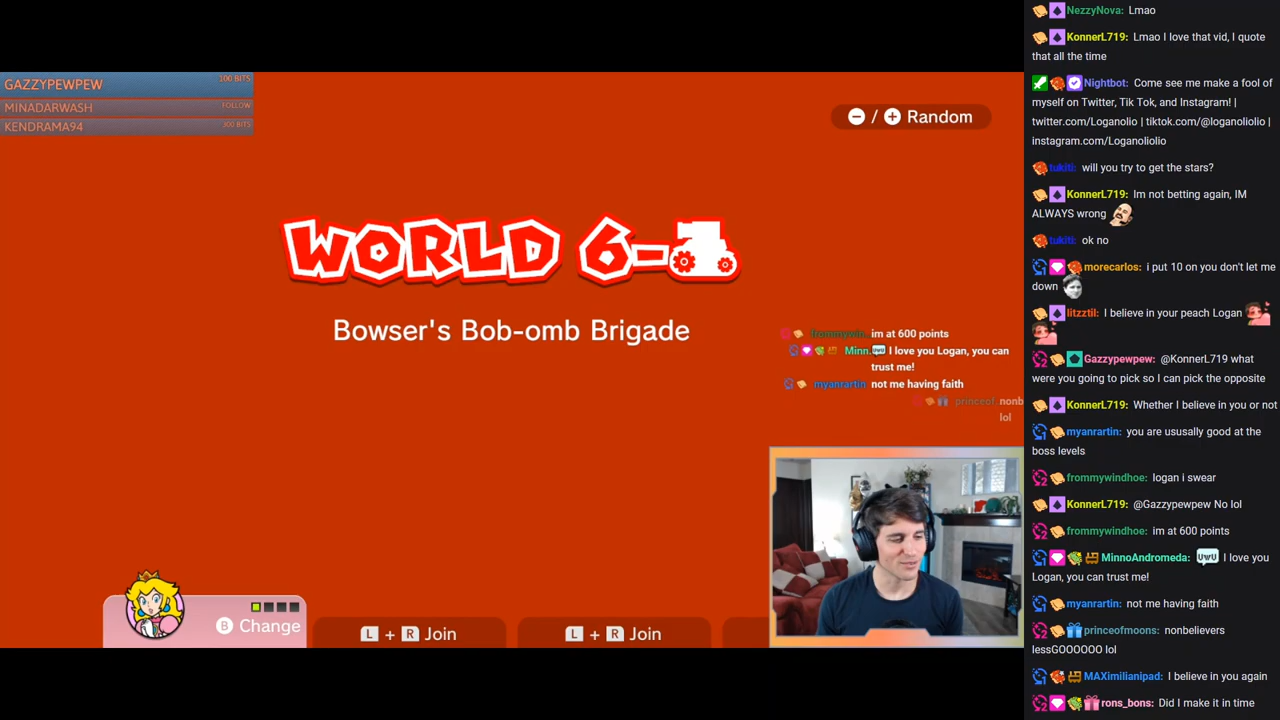 GAZZYPEWPEW 100 BITS
MINADARWASH FOLLOW
KENDRAMA94 300 BITS
- / + Random
WORLD 6-
Bowser's Bob-omb Brigade
frommywin.. im at 600 points
Minn.. UWU I love you Logan, you can
trust me!
myanrartin not me having faith
princeof.. nonb
lol
B Change
L + R Join
L + R Join
NezzyNova: Lmao
KonnerL719: Lmao I love that vid, I quote
that all the time
Nightbot: Come see me make a fool of
myself on Twitter, Tik Tok, and Instagram! |
twitter.com/Loganolio | tiktok.com/@loganoliolio |
instagram.com/Loganoliolio
tukiti: will you try to get the stars?
KonnerL719: Im not betting again, IM
ALWAYS wrong
tukiti: ok no
morecarlos: i put 10 on you don't let me
down
litzztil: I believe in your peach Logan
Gazzypewpew: @KonnerL719 what
were you going to pick so I can pick the opposite
KonnerL719: Whether I believe in you or not
myanrartin: you are ususally good at the
boss levels
frommywindhoe: logan i swear
KonnerL719: @Gazzypewpew No lol
frommywindhoe: im at 600 points
MinnoAndromeda: UWU I love you
Logan, you can trust me!
myanrartin: not me having faith
princeofmoons: nonbelievers
lessGOOOOOO lol
MAXimilianipad: I believe in you again
rons_bons: Did I make it in time